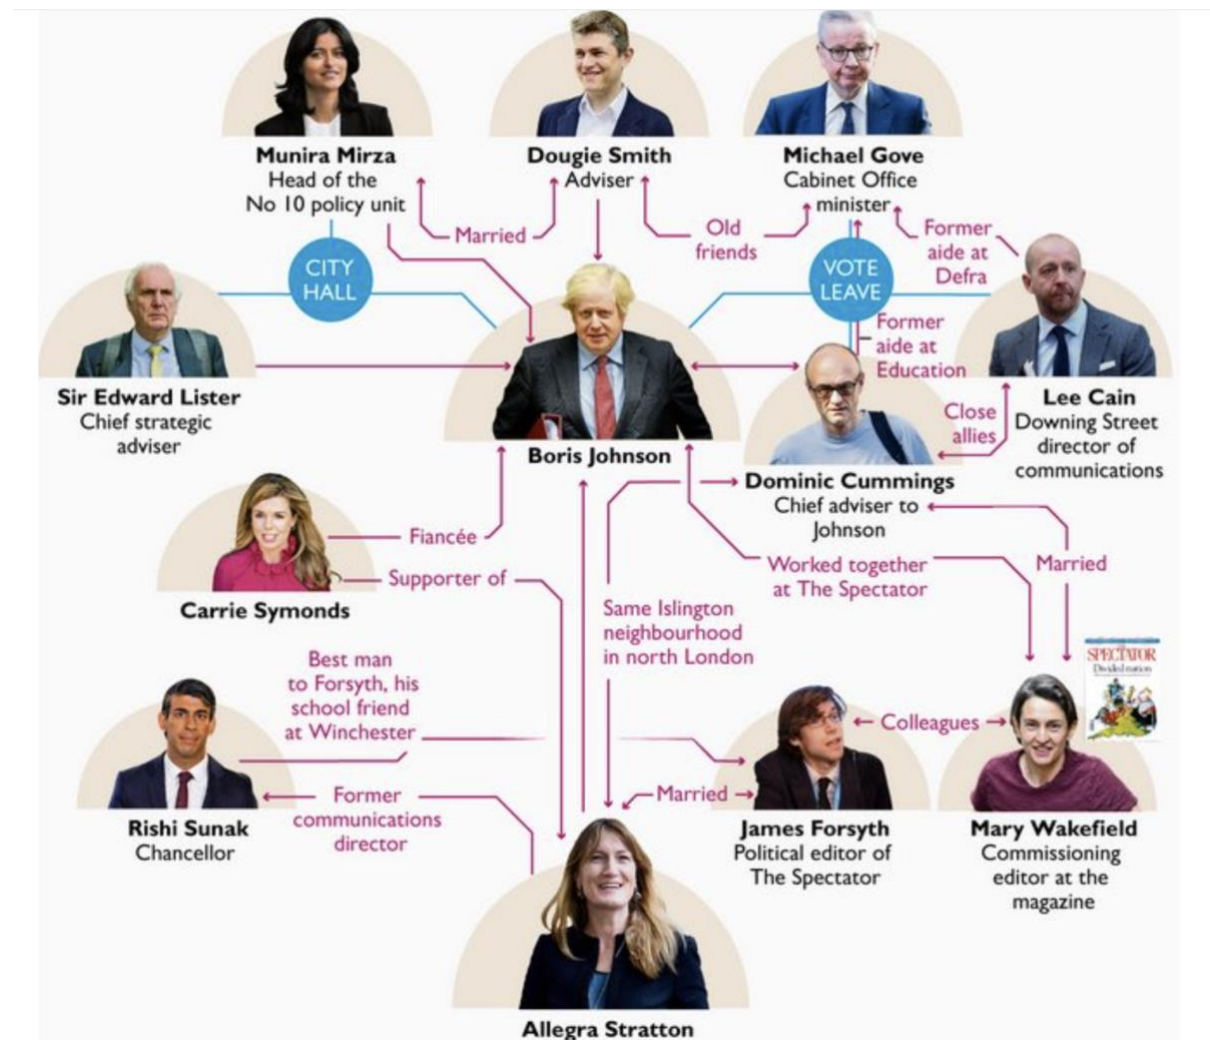 Munira Mirza
Head of the
No 10 policy unit
Dougie Smith
Adviser
Michael Gove
Cabinet Office
minister
Married
Old
friends
Former
aide at
Defra
CITY
HALL
VOTE
LEAVE
Former
aide at
Education
Sir Edward Lister
Chief strategic
adviser
Boris Johnson
Close
allies
Lee Cain
Downing Street
director of
communications
Dominic Cummings
Chief adviser to
Johnson
Fiancée
Supporter of
Carrie Symonds
Worked together
at The Spectator
Married
Same Islington
neighbourhood
in north London
Best man
to Forsyth, his
school friend
at Winchester
SPECTATOR
Divided nation
Colleagues
Rishi Sunak
Chancellor
Former
communications
director
Married
James Forsyth
Political editor of
The Spectator
Mary Wakefield
Commissioning
editor at the
magazine
Allegra Stratton